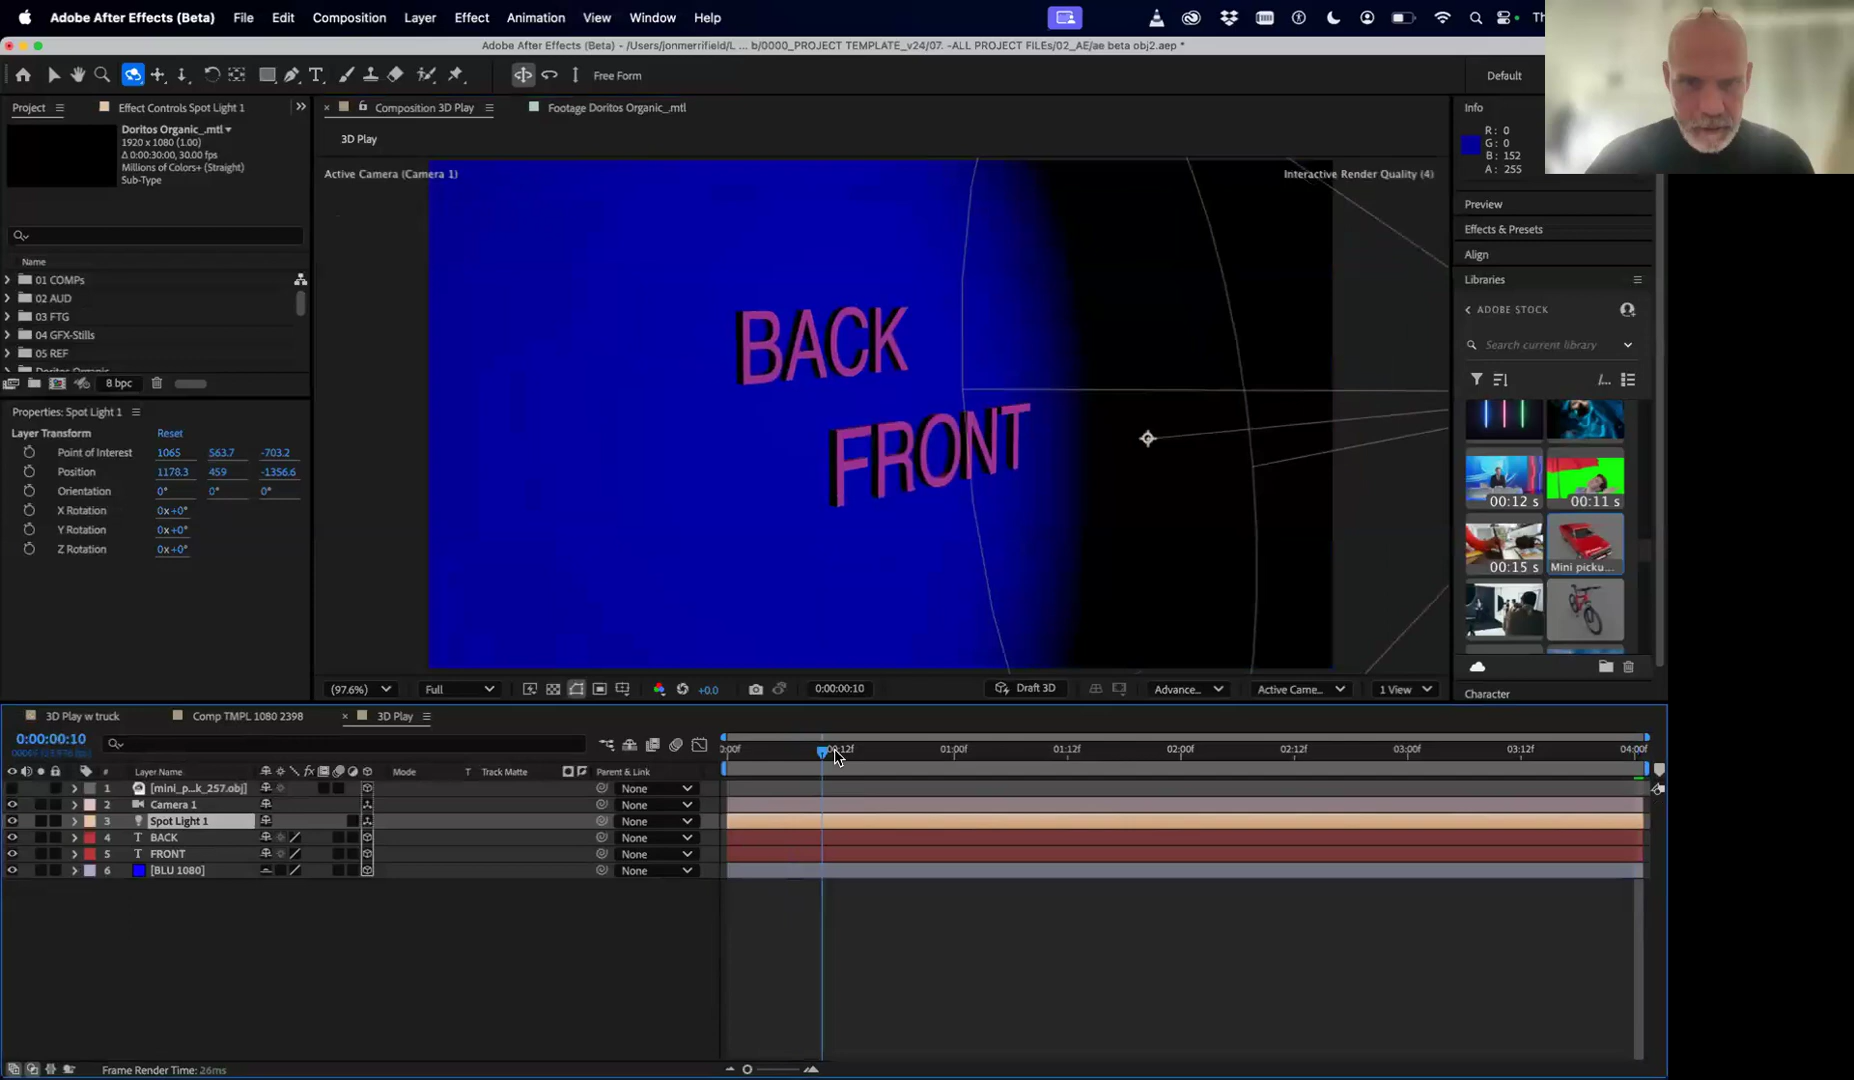 Adobe After Effects (Beta) File Edit Composition Layer Effect Animation View Window Help
Adobe After Effects (Beta) - /Users/jonmerrifield/L ... b/0000_PROJECT TEMPLATE_v24/07. -ALL PROJECT FILEs/02_AE/ae beta obj2.aep *
Free Form
Default
Project
Effect Controls Spot Light 1
Composition 3D Play
Footage Doritos Organic_.mtl
Info
Doritos Organic_.mtl
1920 x 1080 (1.00)
Δ 0:00:30:00, 30.00 fps
Millions of Colors+ (Straight)
Sub-Type
3D Play
R: 0
G: 0
B: 152
A: 255
Active Camera (Camera 1)
Interactive Render Quality (4)
BACK
FRONT
Name
01 COMPs
02 AUD
03 FTG
04 GFX-Stills
05 REF
Doritos Organic_
8 bpc
Preview
Effects & Presets
Align
Libraries
ADOBE STOCK
Search current library
00:12 s
00:11 s
00:15 s
Mini picku...
Character
Properties: Spot Light 1
Layer Transform Reset
Point of Interest 1065 563.7 -703.2
Position 1178.3 459 -1356.6
Orientation 0° 0° 0°
X Rotation 0x+0°
Y Rotation 0x+0°
Z Rotation 0x+0°
(97.6%) Full +0.0 0:00:00:10 Draft 3D Advance... Active Came... 1 View
3D Play w truck Comp TMPL 1080 2398 3D Play
0:00:00:10
0:00f 00:12f 01:00f 01:12f 02:00f 02:12f 03:00f 03:12f 04:00f
# Layer Name Mode T Track Matte Parent & Link
1 [mini_p...k_257.obj] None
2 Camera 1 None
3 Spot Light 1 None
4 T BACK None
5 T FRONT None
6 [BLU 1080] None
Frame Render Time: 26ms